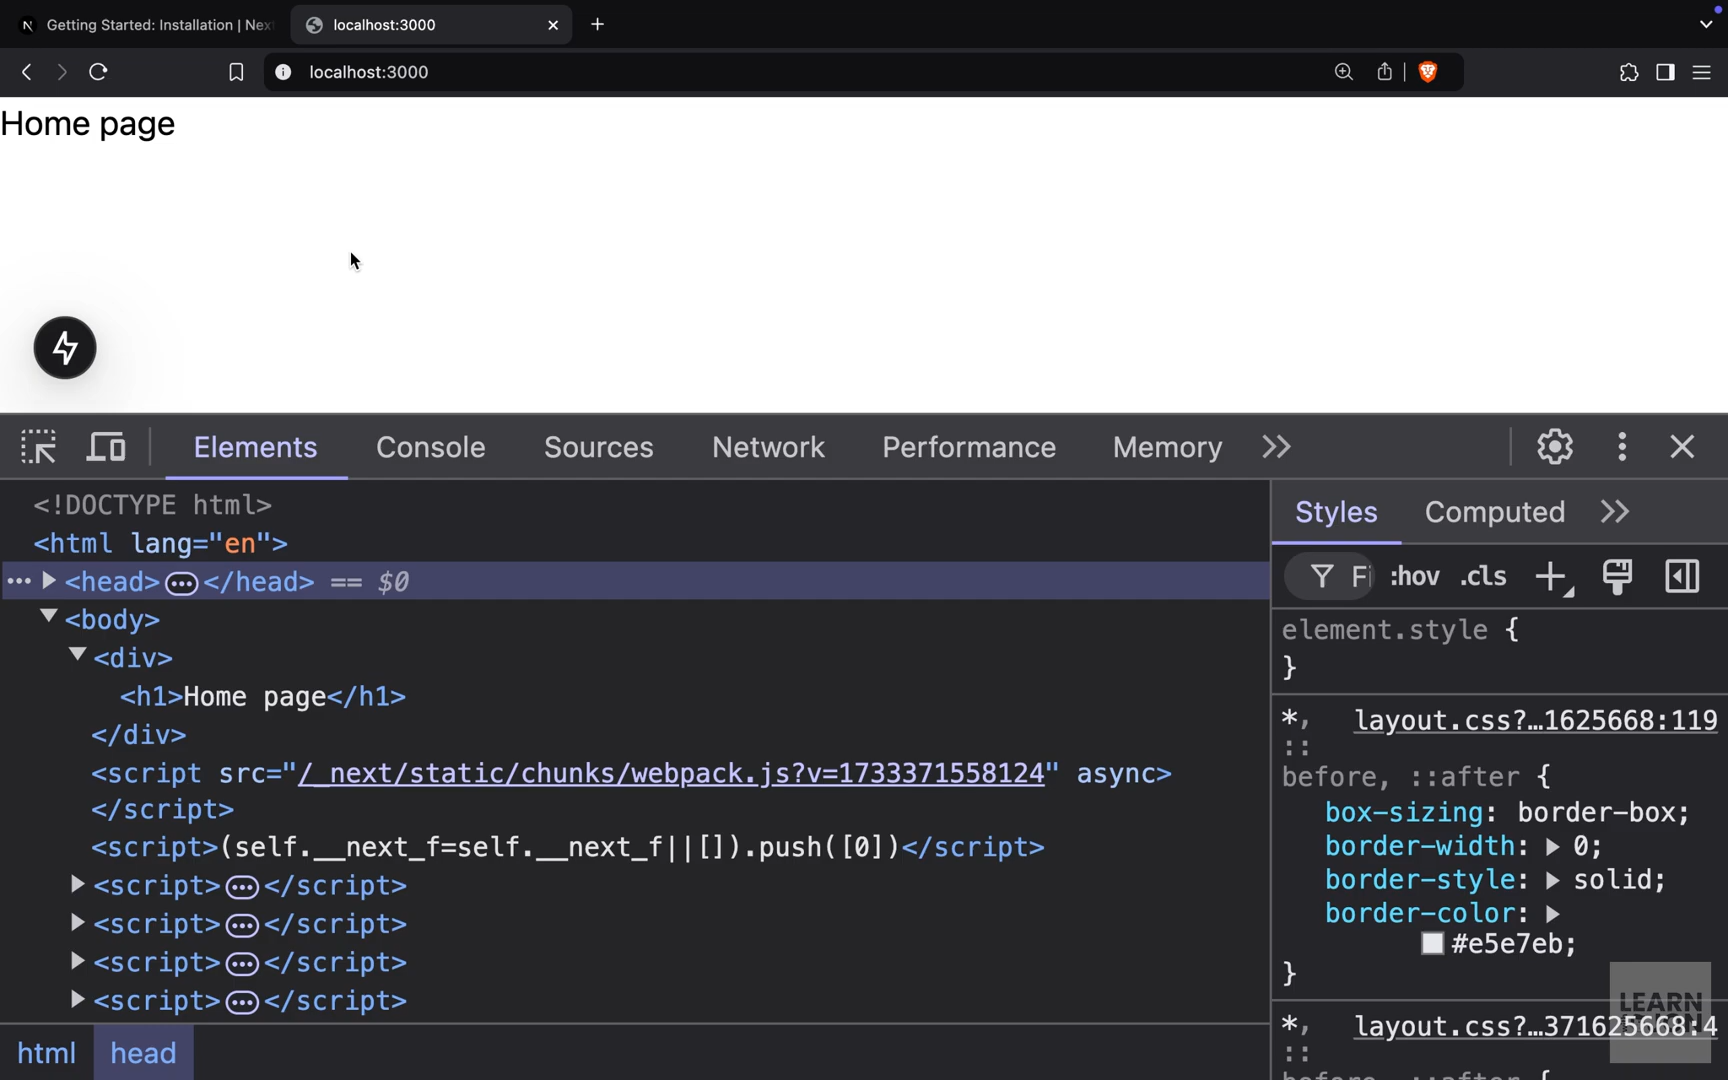 Getting Started: Installation | Nex
localhost:3000
localhost:3000
Home page
Elements
Console
Sources
Network
Performance
Memory
<!DOCTYPE html>
<html lang="en">
<head> </head> == $0
<body>
<div>
<h1>Home page</h1>
</div>
<script src="/_next/static/chunks/webpack.js?v=1733371558124" async>
</script>
<script>(self.__next_f=self.__next_f||[]).push([0])</script>
<script> </script>
<script> </script>
<script> </script>
<script> </script>
html head
Styles Computed
Fi :hov .cls
element.style {
}
*, layout.css?…1625668:119
::
before, ::after {
box-sizing: border-box;
border-width: 0;
border-style: solid;
border-color:
#e5e7eb;
}
*, layout.css?…371625668:4
::
before, ::after {
LEARN